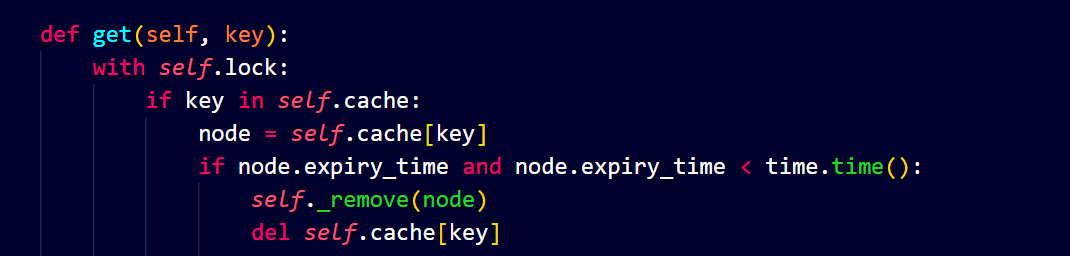 def get(self, key):
    with self.lock:
        if key in self.cache:
            node = self.cache[key]
            if node.expiry_time and node.expiry_time < time.time():
                self._remove(node)
                del self.cache[key]